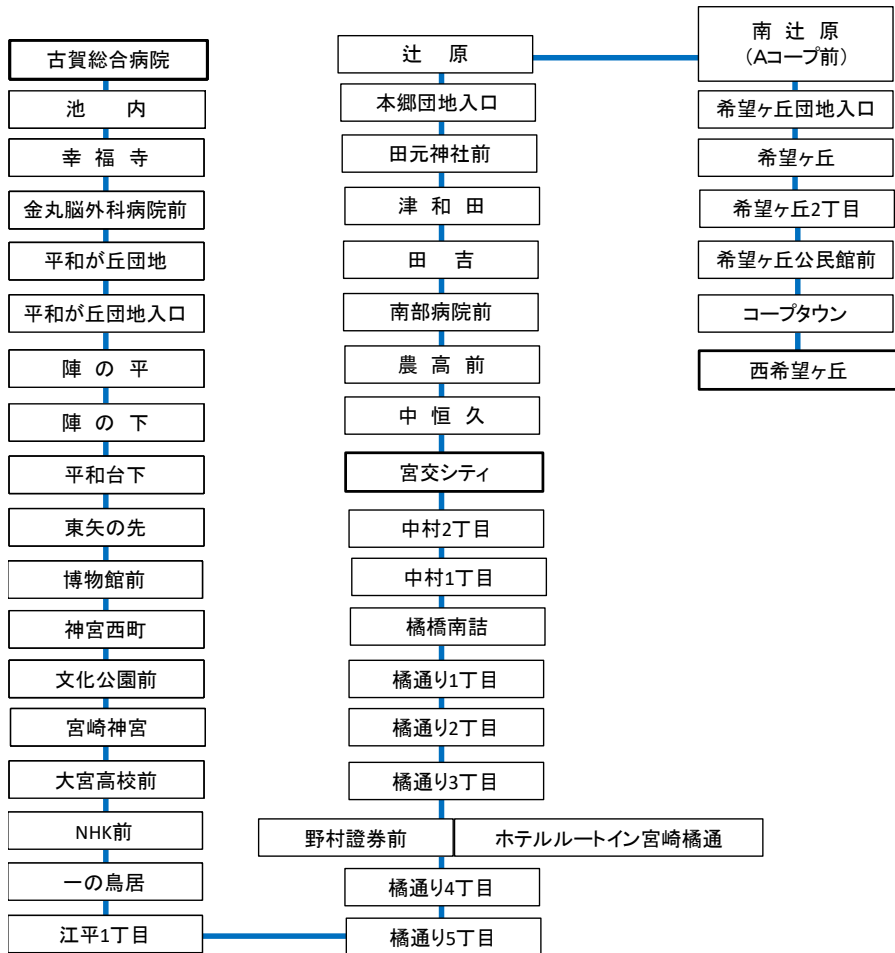 古賀総合病院
池 内
幸 福 寺
金丸脳外科病院前
平和が丘団地
平和が丘団地入口
陣 の 平
陣 の 下
平和台下
東矢の先
博物館前
神宮西町
文化公園前
宮崎神宮
大宮高校前
NHK前
一の鳥居
江平1丁目
辻 原
本郷団地入口
田元神社前
津 和 田
田 吉
南部病院前
農 高 前
中 恒 久
宮交シティ
中村2丁目
中村1丁目
橘橋南詰
橘通り1丁目
橘通り2丁目
橘通り3丁目
野村證券前
ホテルルートイン宮崎橘通
橘通り4丁目
橘通り5丁目
南 辻 原
（Aコープ前）
希望ヶ丘団地入口
希望ヶ丘
希望ヶ丘2丁目
希望ヶ丘公民館前
コープタウン
西希望ヶ丘